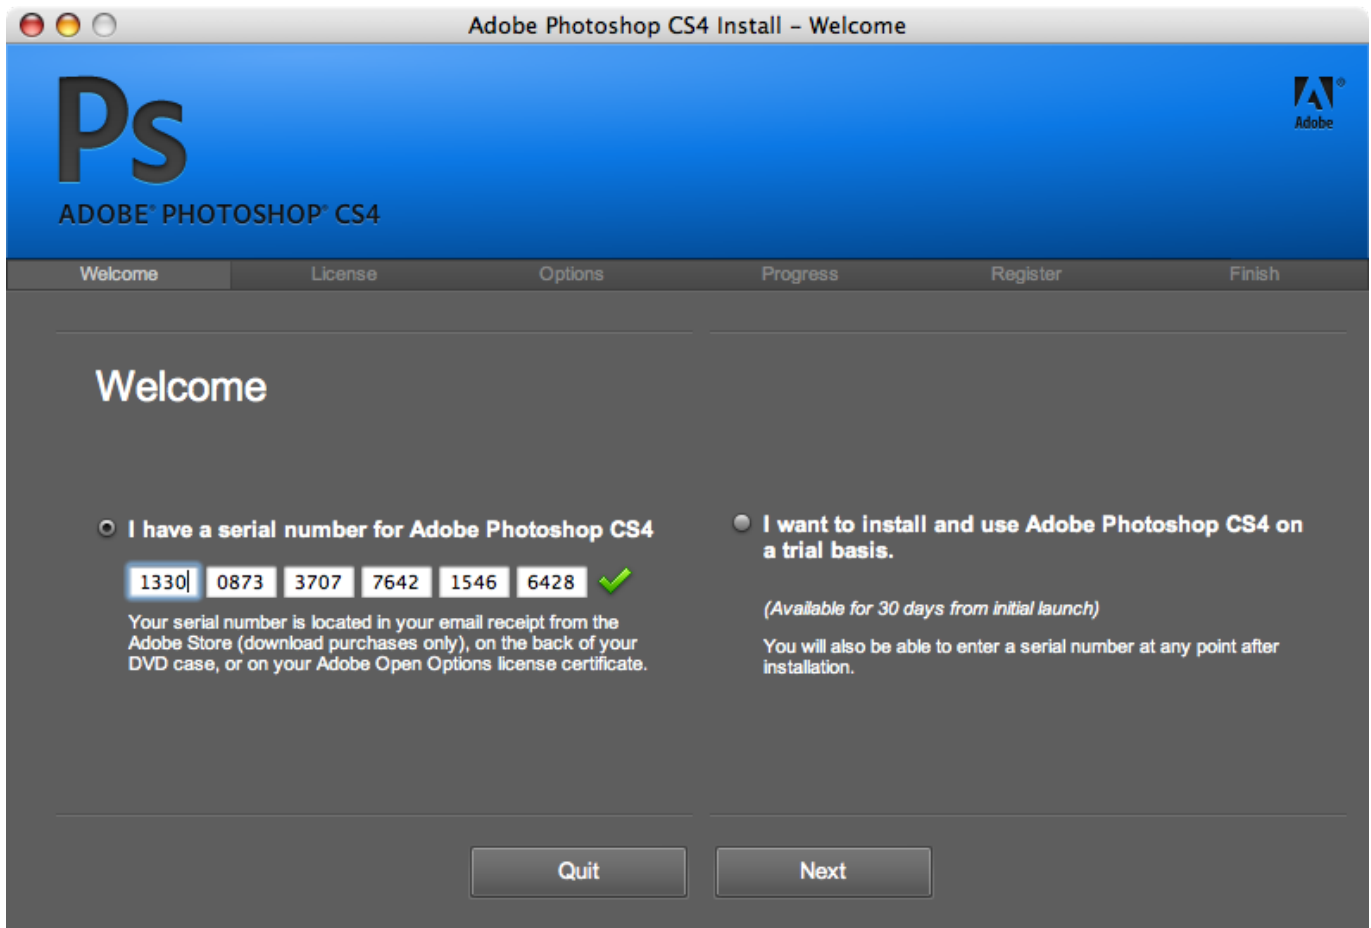 Adobe Photoshop CS4 Install – Welcome
Ps
Adobe
ADOBE® PHOTOSHOP® CS4
Welcome License Options Progress Register Finish
Welcome
I have a serial number for Adobe Photoshop CS4
1330 0873 3707 7642 1546 6428
Your serial number is located in your email receipt from the
Adobe Store (download purchases only), on the back of your
DVD case, or on your Adobe Open Options license certificate.
I want to install and use Adobe Photoshop CS4 on
a trial basis.
(Available for 30 days from initial launch)
You will also be able to enter a serial number at any point after
installation.
Quit Next